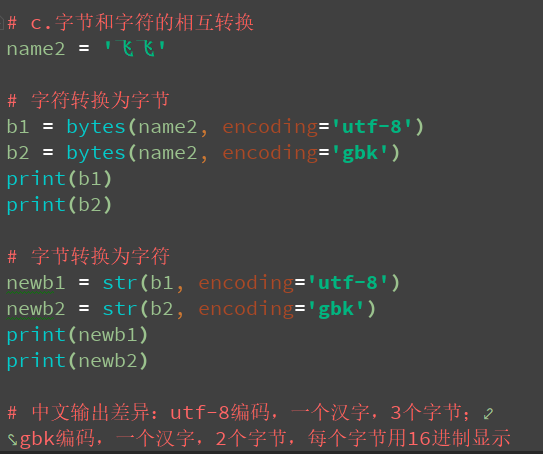 # c.字节和字符的相互转换
name2 = '飞飞'
# 字符转换为字节
b1 = bytes(name2, encoding='utf-8')
b2 = bytes(name2, encoding='gbk')
print(b1)
print(b2)
# 字节转换为字符
newb1 = str(b1, encoding='utf-8')
newb2 = str(b2, encoding='gbk')
print(newb1)
print(newb2)
# 中文输出差异：utf-8编码，一个汉字，3个字节；
gbk编码，一个汉字，2个字节，每个字节用16进制显示